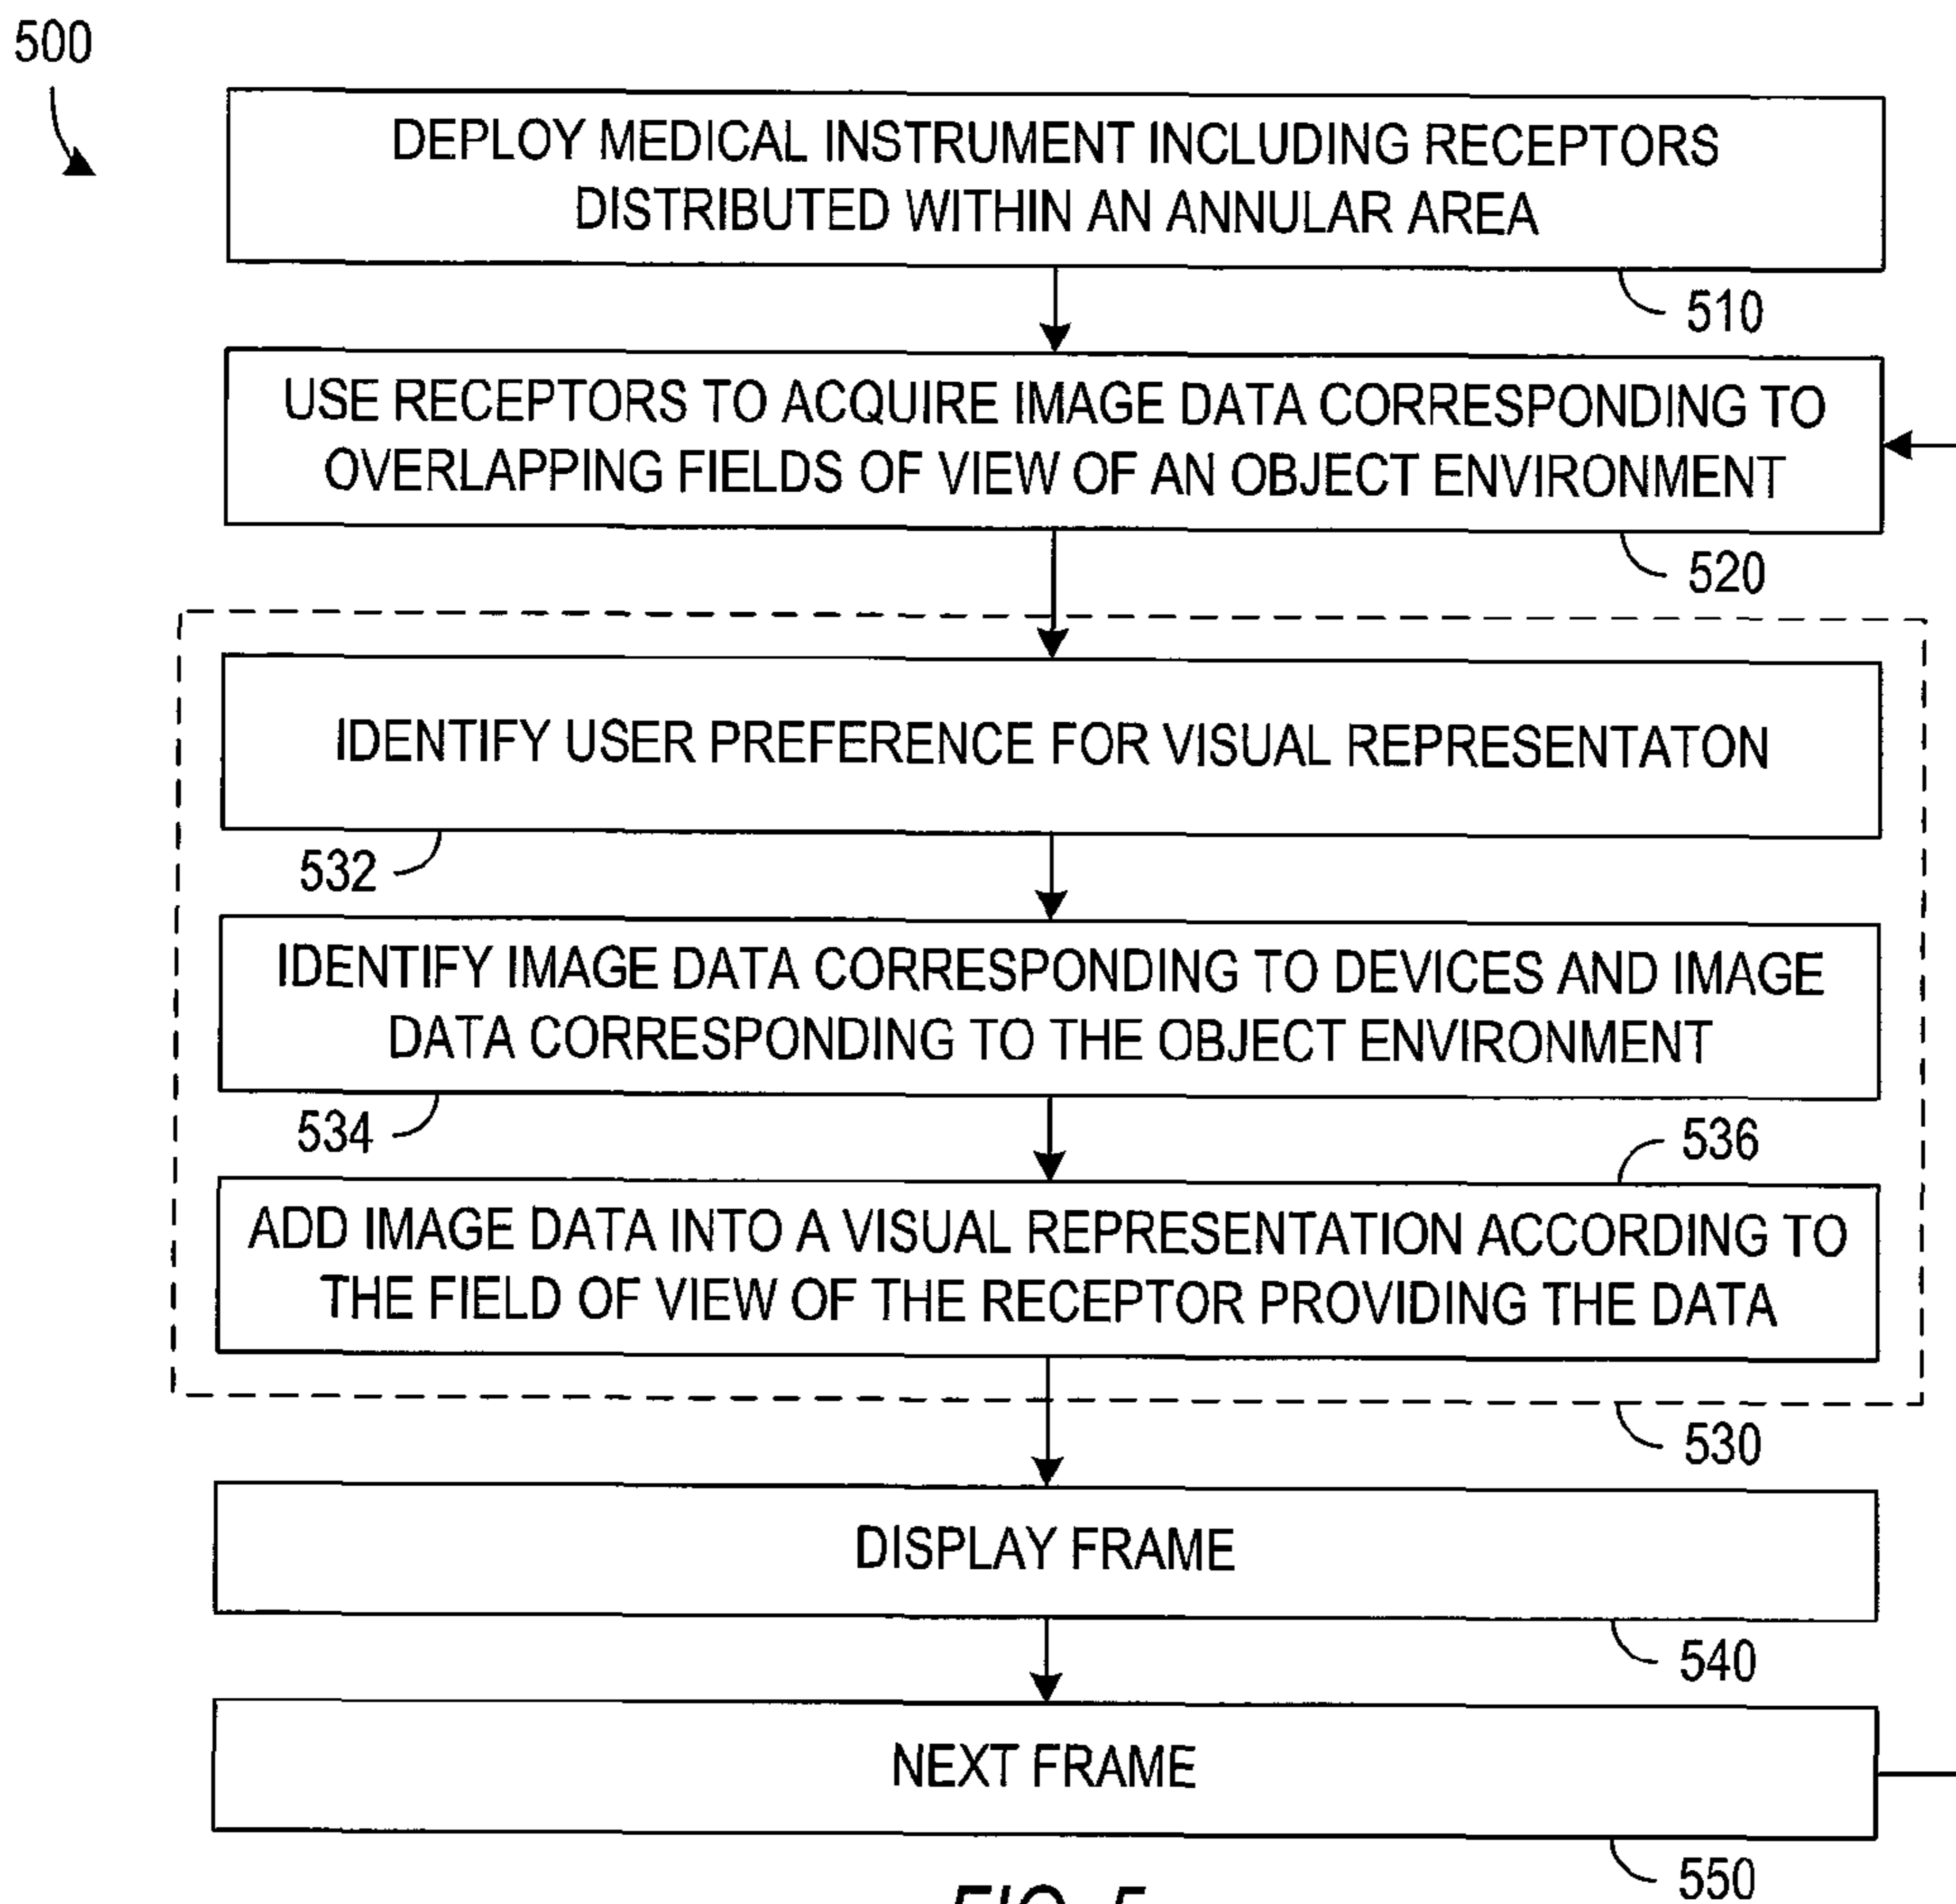 500
DEPLOY MEDICAL INSTRUMENT INCLUDING RECEPTORS
DISTRIBUTED WITHIN AN ANNULAR AREA
510
USE RECEPTORS TO ACQUIRE IMAGE DATA CORRESPONDING TO
OVERLAPPING FIELDS OF VIEW OF AN OBJECT ENVIRONMENT
520
IDENTIFY USER PREFERENCE FOR VISUAL REPRESENTATON
532
IDENTIFY IMAGE DATA CORRESPONDING TO DEVICES AND IMAGE
DATA CORRESPONDING TO THE OBJECT ENVIRONMENT
534
536
ADD IMAGE DATA INTO A VISUAL REPRESENTATION ACCORDING TO
THE FIELD OF VIEW OF THE RECEPTOR PROVIDING THE DATA
530
DISPLAY FRAME
540
NEXT FRAME
550
FIG. 5